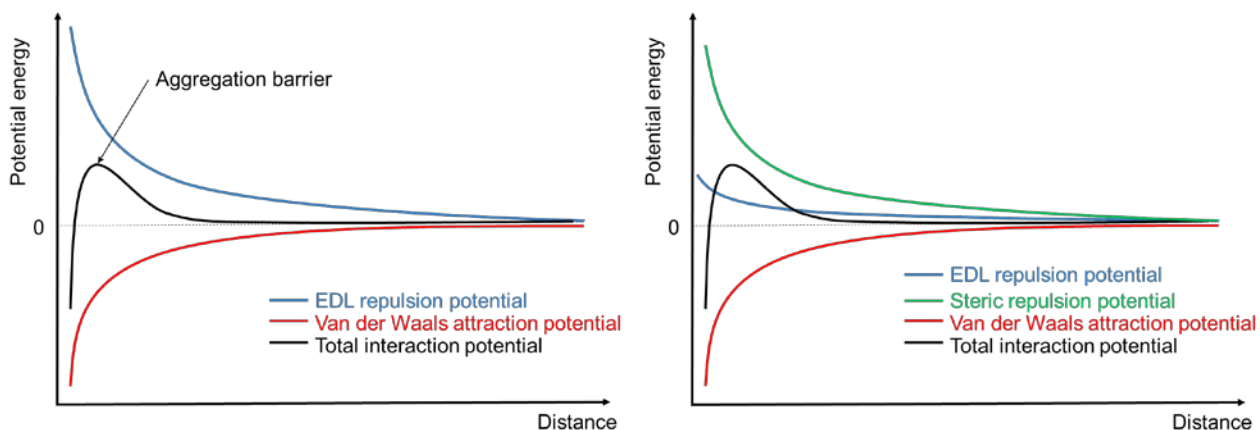 Potential energy
Aggregation barrier
0
EDL repulsion potential
Van der Waals attraction potential
Total interaction potential
Distance
Potential energy
0
EDL repulsion potential
Steric repulsion potential
Van der Waals attraction potential
Total interaction potential
Distance